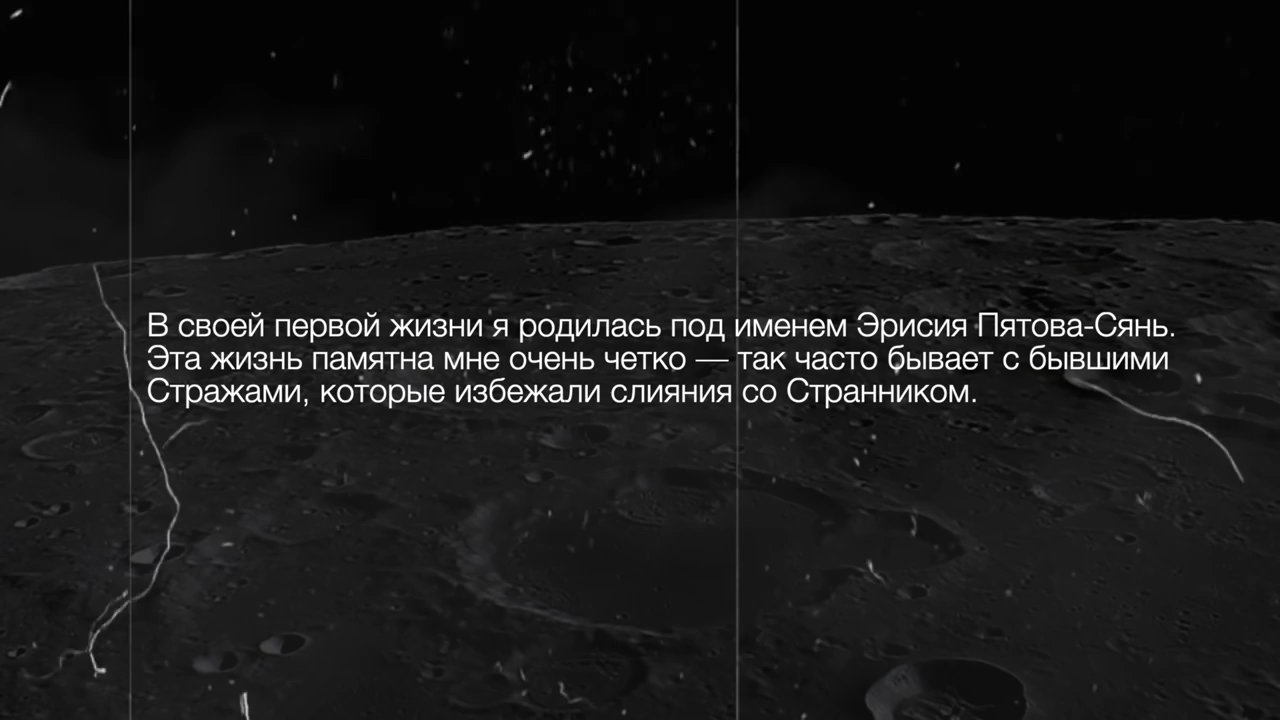 В своей первой жизни я родилась под именем Эрисия Пятова-Сянь.
Эта жизнь памятна мне очень четко — так часто бывает с бывшими
Стражами, которые избежали слияния со Странником.